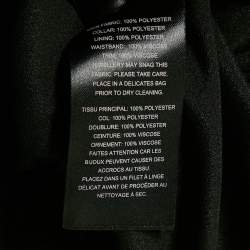 MAIN FABRIC: 100% POLYESTER
COLLAR: 100% POLYESTER
LINING: 100% POLYESTER
WAISTBAND: 100% VISCOSE
TRIM: 100% VISCOSE
JEWELLERY MAY SNAG THIS
FABRIC. PLEASE TAKE CARE.
PLACE IN A DELICATES BAG
PRIOR TO DRY CLEANING.
TISSU PRINCIPAL: 100% POLYESTER
COL: 100% POLYESTER
DOUBLURE: 100% POLYESTER
CEINTURE: 100% VISCOSE
ORNEMENT: 100% VISCOSE
FAITES ATTENTION CAR LES
BIJOUX PEUVENT CAUSER DES
ACCROCS AU TISSU.
PLACEZ DANS UN FILET À LINGE
DÉLICAT AVANT DE PROCÉDER AU
NETTOYAGE À SEC.